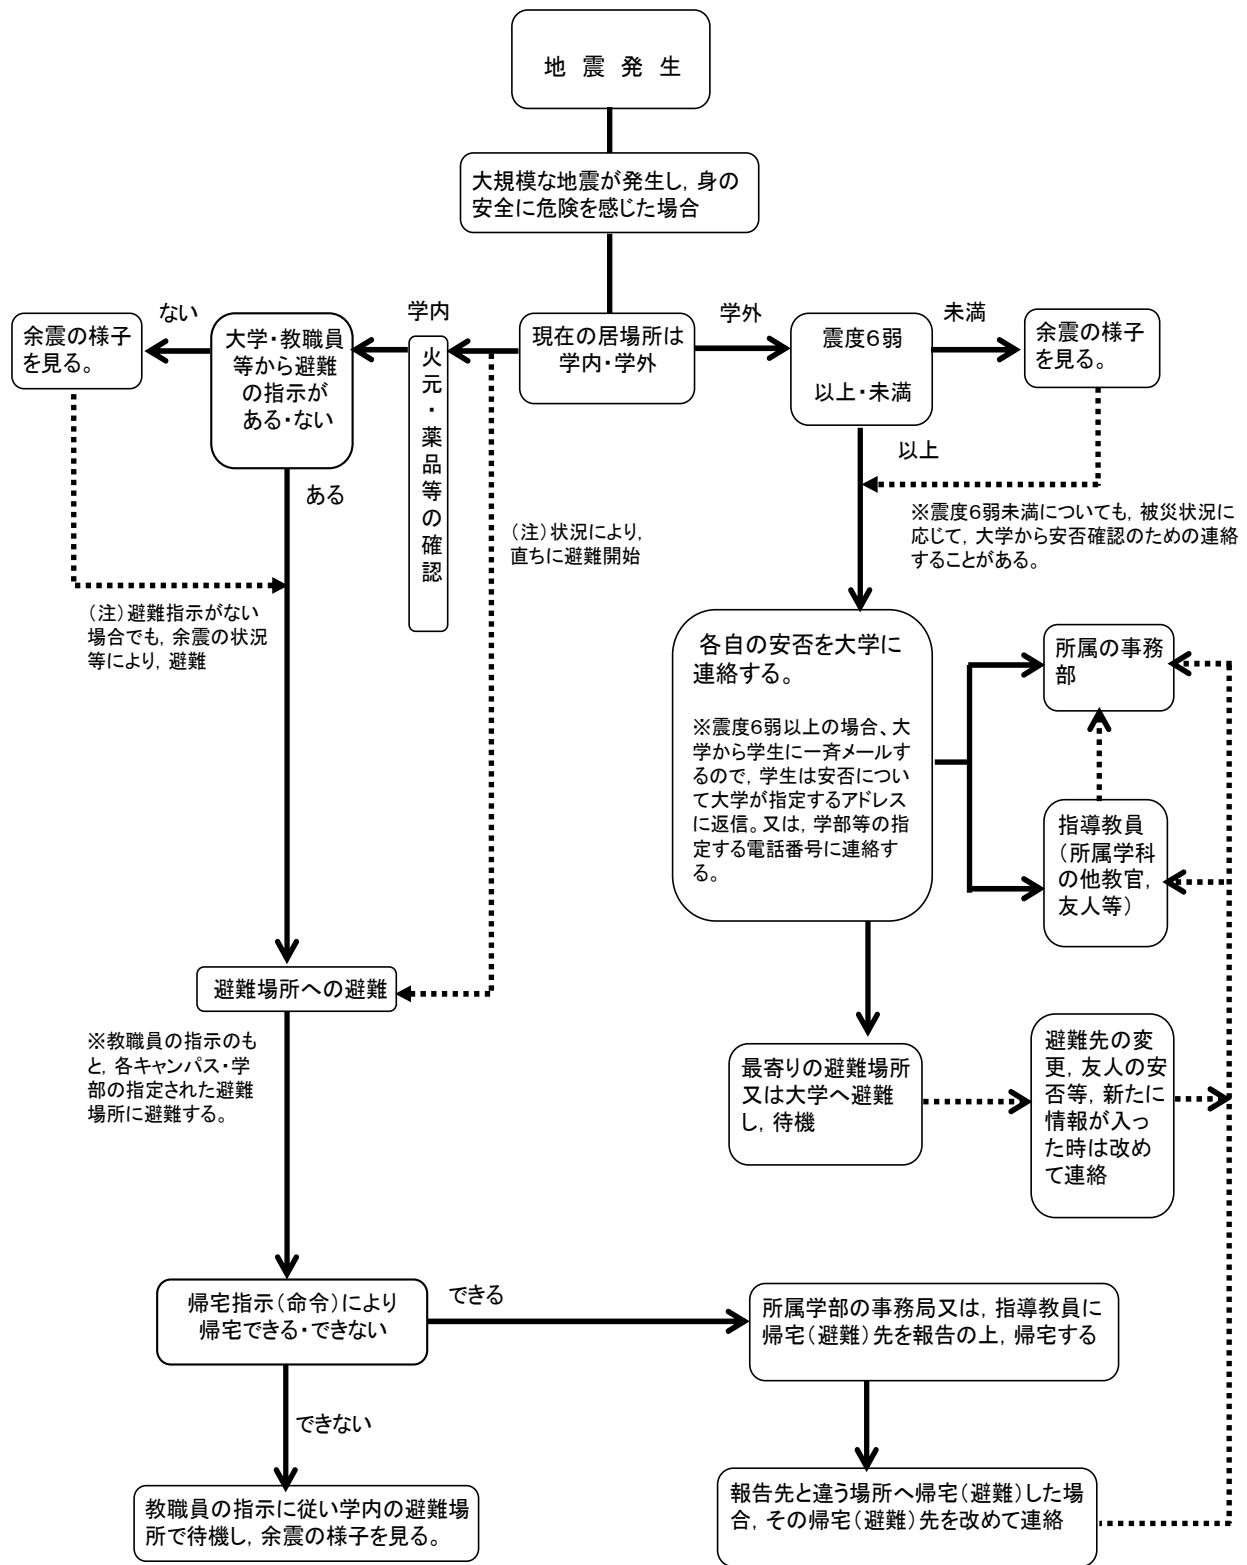 地 震 発 生
大規模な地震が発生し，身の
安全に危険を感じた場合
現在の居場所は
学内・学外
学内
学外
火元・薬品等の確認
大学・教職員
等から避難
の指示が
ある・ない
ない
余震の様子
を見る。
ある
（注）避難指示がない
場合でも，余震の状況
等により，避難
（注）状況により，
直ちに避難開始
震度６弱
以上・未満
未満
余震の様子
を見る。
以上
※震度６弱未満についても，被災状況に
応じて，大学から安否確認のための連絡
することがある。
各自の安否を大学に
連絡する。
※震度６弱以上の場合、大
学から学生に一斉メールす
るので，学生は安否につい
て大学が指定するアドレス
に返信。又は，学部等の指
定する電話番号に連絡す
る。
所属の事務
部
指導教員
（所属学科
の他教官，
友人等）
避難場所への避難
※教職員の指示のも
と，各キャンパス・学
部の指定された避難
場所に避難する。
最寄りの避難場所
又は大学へ避難
し，待機
避難先の変
更，友人の安
否等，新たに
情報が入っ
た時は改め
て連絡
帰宅指示（命令）により
帰宅できる・できない
できる
所属学部の事務局又は，指導教員に
帰宅（避難）先を報告の上，帰宅する
できない
教職員の指示に従い学内の避難場
所で待機し，余震の様子を見る。
報告先と違う場所へ帰宅（避難）した場
合，その帰宅（避難）先を改めて連絡